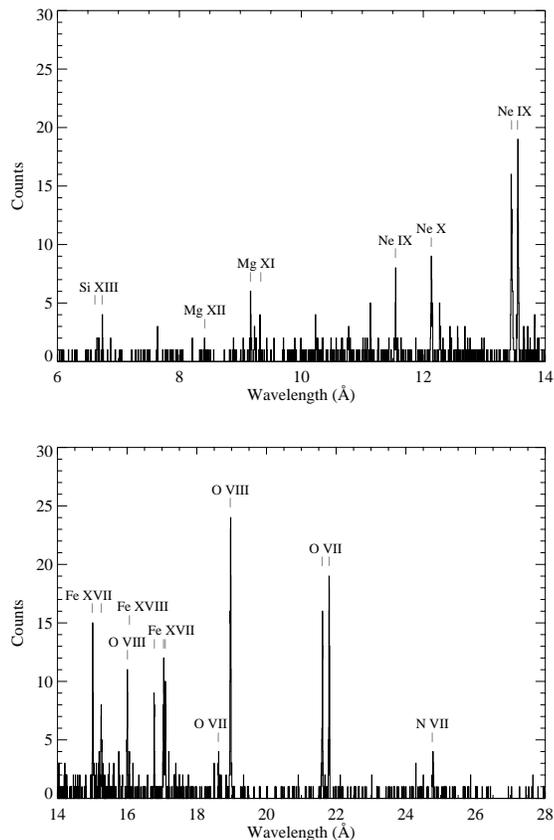 30
25
20
15
10
5
0
Counts
Ne IX
Ne IX
Ne X
Mg XI
Si XIII
Mg XII
6 8 10 12 14
Wavelength (Å)
30
25
20
15
10
5
0
Counts
O VIII
O VII
Fe XVII
Fe XVIII
Fe XVII
O VIII
O VII
N VII
14 16 18 20 22 24 26 28
Wavelength (Å)